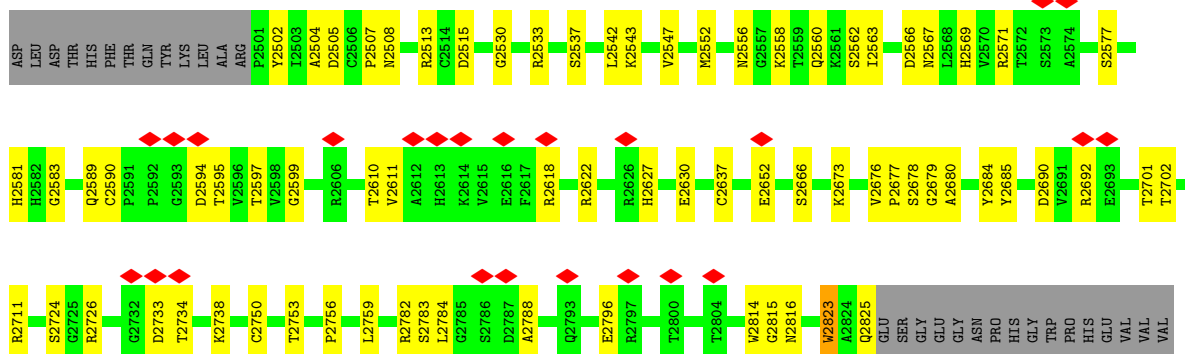 ASP LEU ASP THR HIS PHE THR GLN TYR LYS LEU ALA ARG P2501 Y2502 I2503 A2504 D2505 C2506 P2507 N2508 R2513 C2514 D2515 G2530 R2533 S2537 L2542 K2543 V2547 M2552 N2556 G2557 K2558 T2559 Q2560 K2561 S2562 I2563 D2566 N2567 L2568 H2569 V2570 R2571 T2572 S2573 A2574 S2577
H2581 H2582 G2583 Q2589 C2590 P2591 P2592 G2593 D2594 T2595 V2596 T2597 V2598 G2599 R2606 T2610 V2611 A2612 H2613 K2614 V2615 E2616 F2617 R2618 R2622 R2626 H2627 E2630 C2637 E2652 S2666 K2673 V2676 P2677 S2678 G2679 A2680 Y2684 Y2685 D2690 V2691 R2692 E2693 T2701 T2702
R2711 S2724 G2725 R2726 G2732 D2733 T2734 K2738 C2750 T2753 P2756 L2759 R2782 S2783 L2784 G2785 S2786 D2787 A2788 Q2793 E2796 R2797 T2800 T2804 W2814 G2815 N2816 W2823 A2824 Q2825 GLU SER GLY GLU GLY ASN PRO HIS GLY TRP PRO HIS GLU VAL VAL VAL